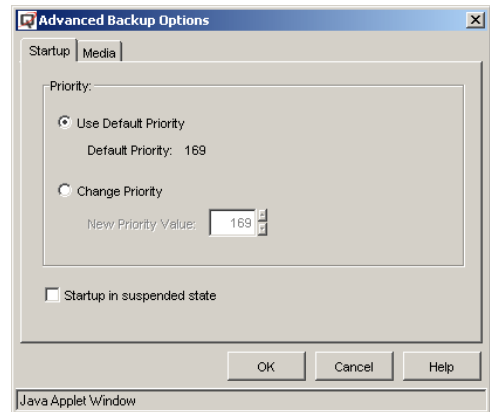 Advanced Backup Options
Startup Media
Priority:
Use Default Priority
Default Priority: 169
Change Priority
New Priority Value: 169
Startup in suspended state
OK Cancel Help
Java Applet Window